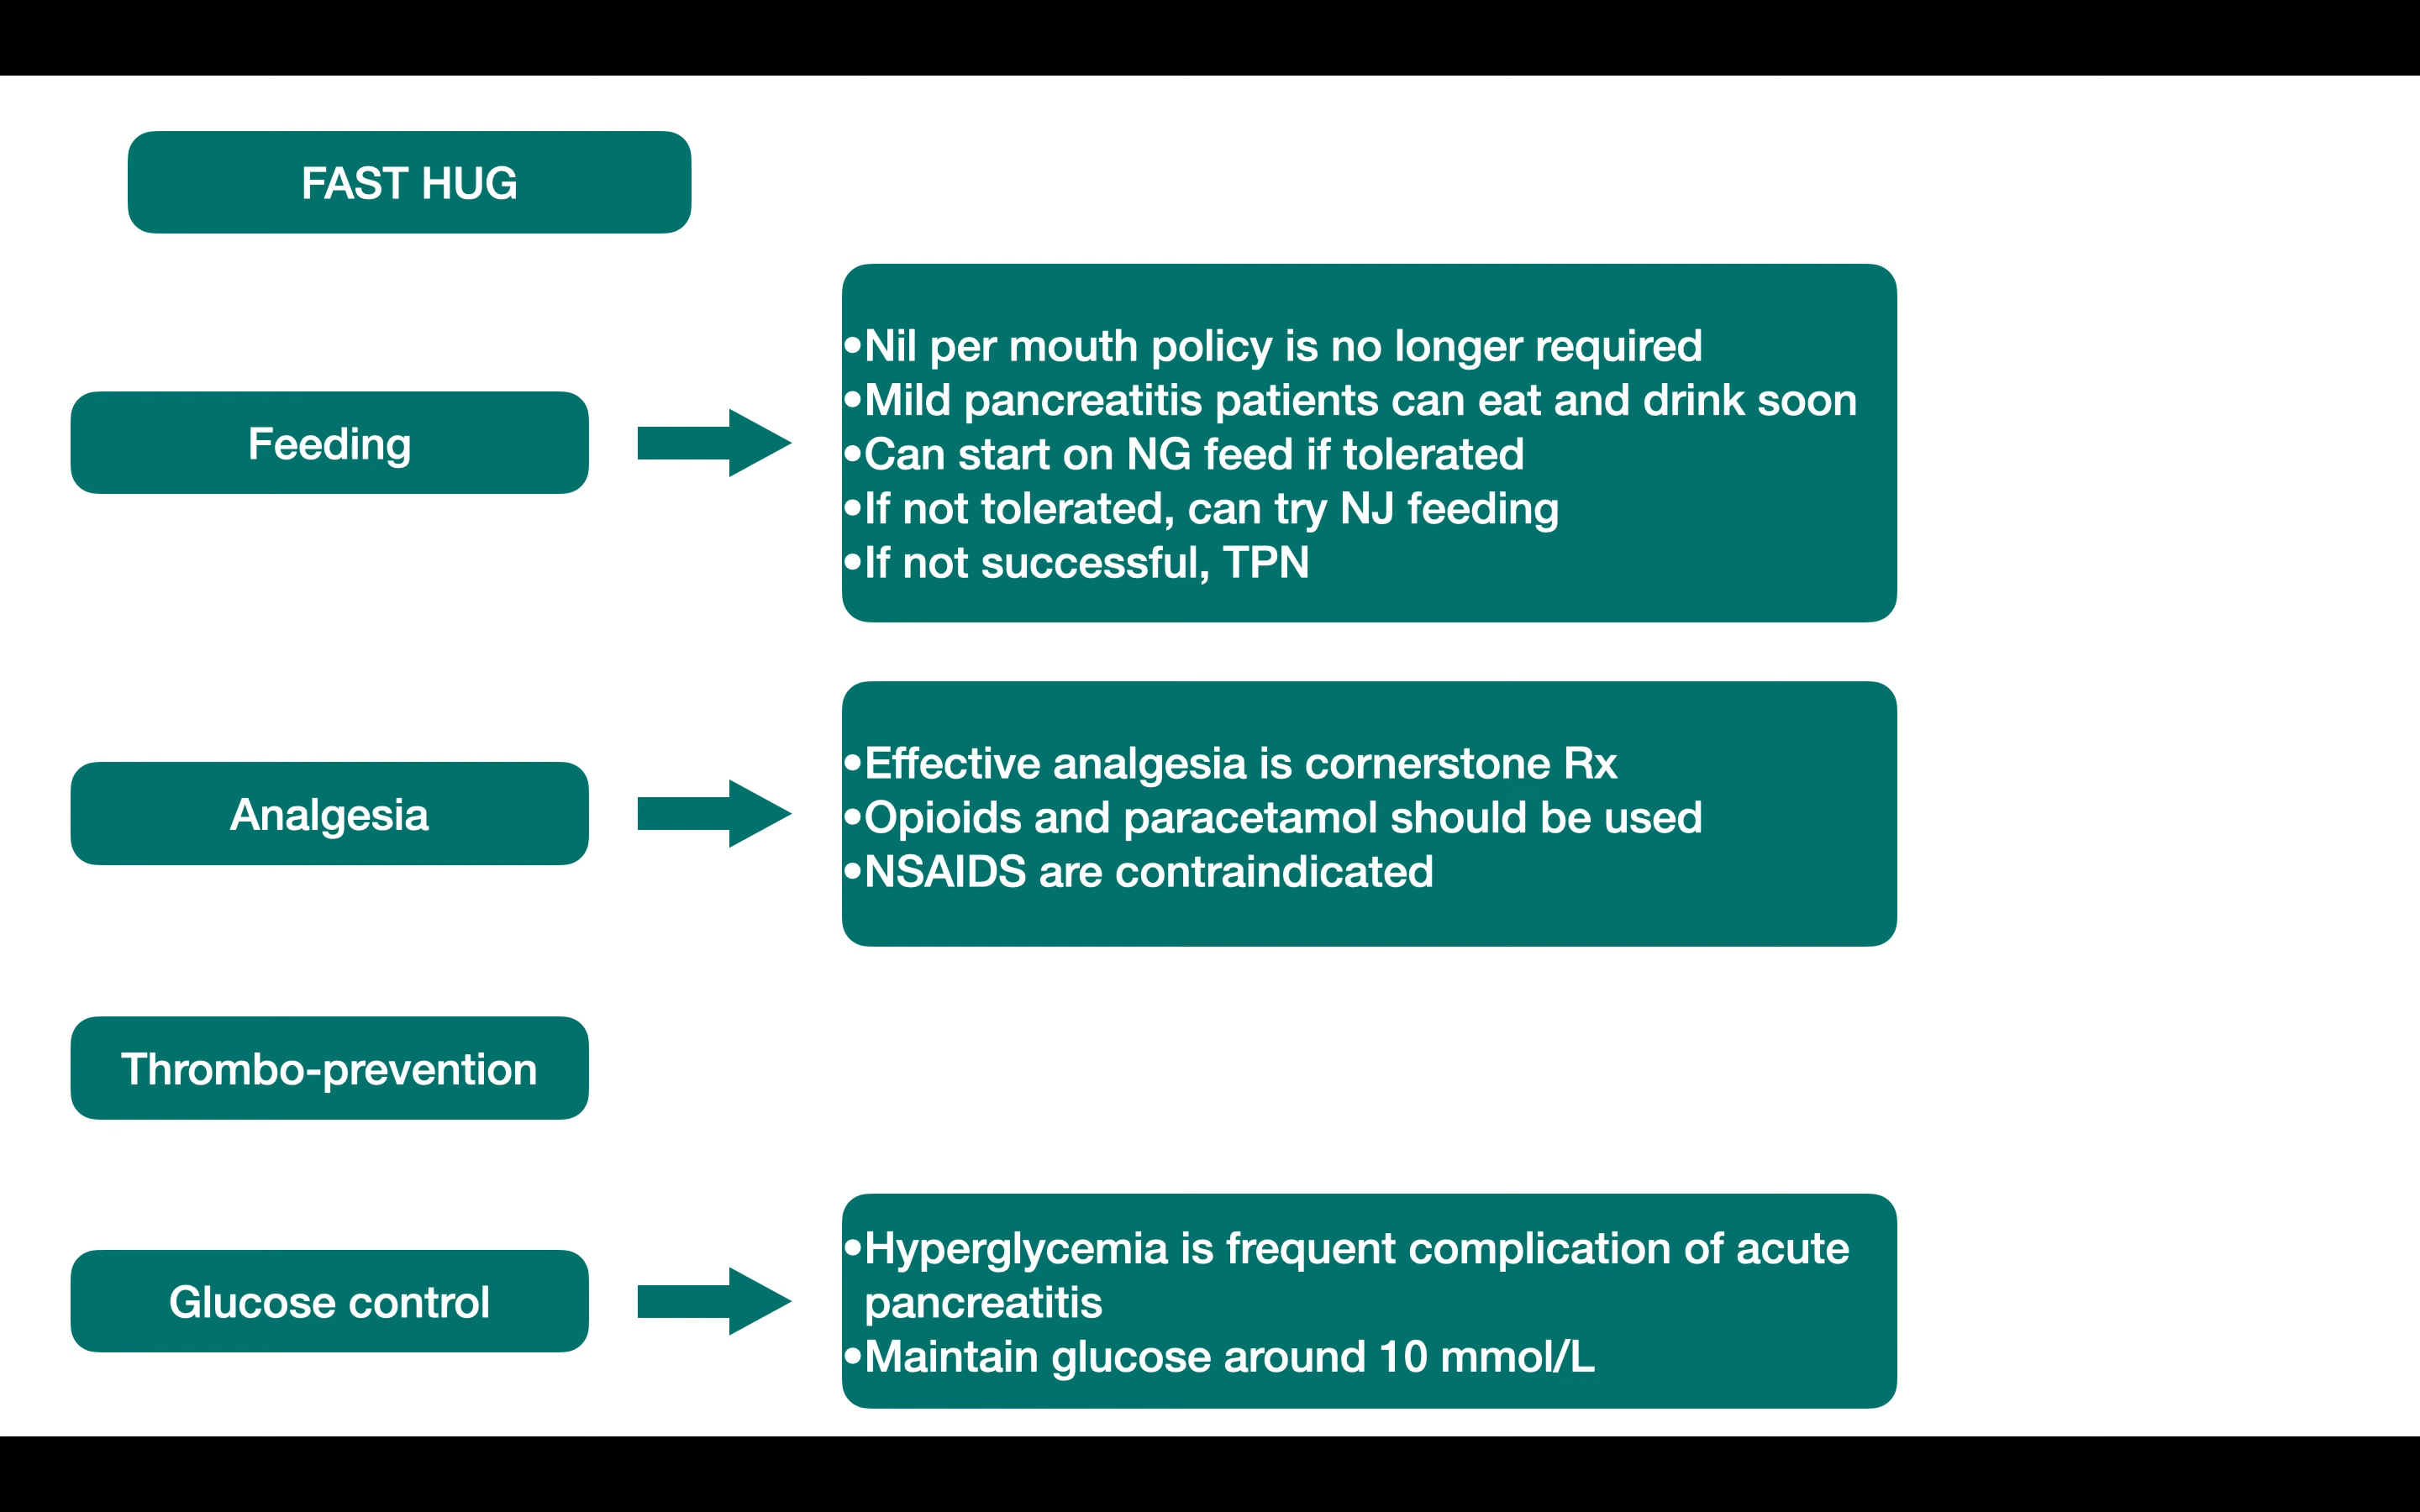 FAST HUG
Feeding
•Nil per mouth policy is no longer required
•Mild pancreatitis patients can eat and drink soon
•Can start on NG feed if tolerated
•If not tolerated, can try NJ feeding
•If not successful, TPN
Analgesia
•Effective analgesia is cornerstone Rx
•Opioids and paracetamol should be used
•NSAIDS are contraindicated
Thrombo-prevention
Glucose control
•Hyperglycemia is frequent complication of acute
pancreatitis
•Maintain glucose around 10 mmol/L